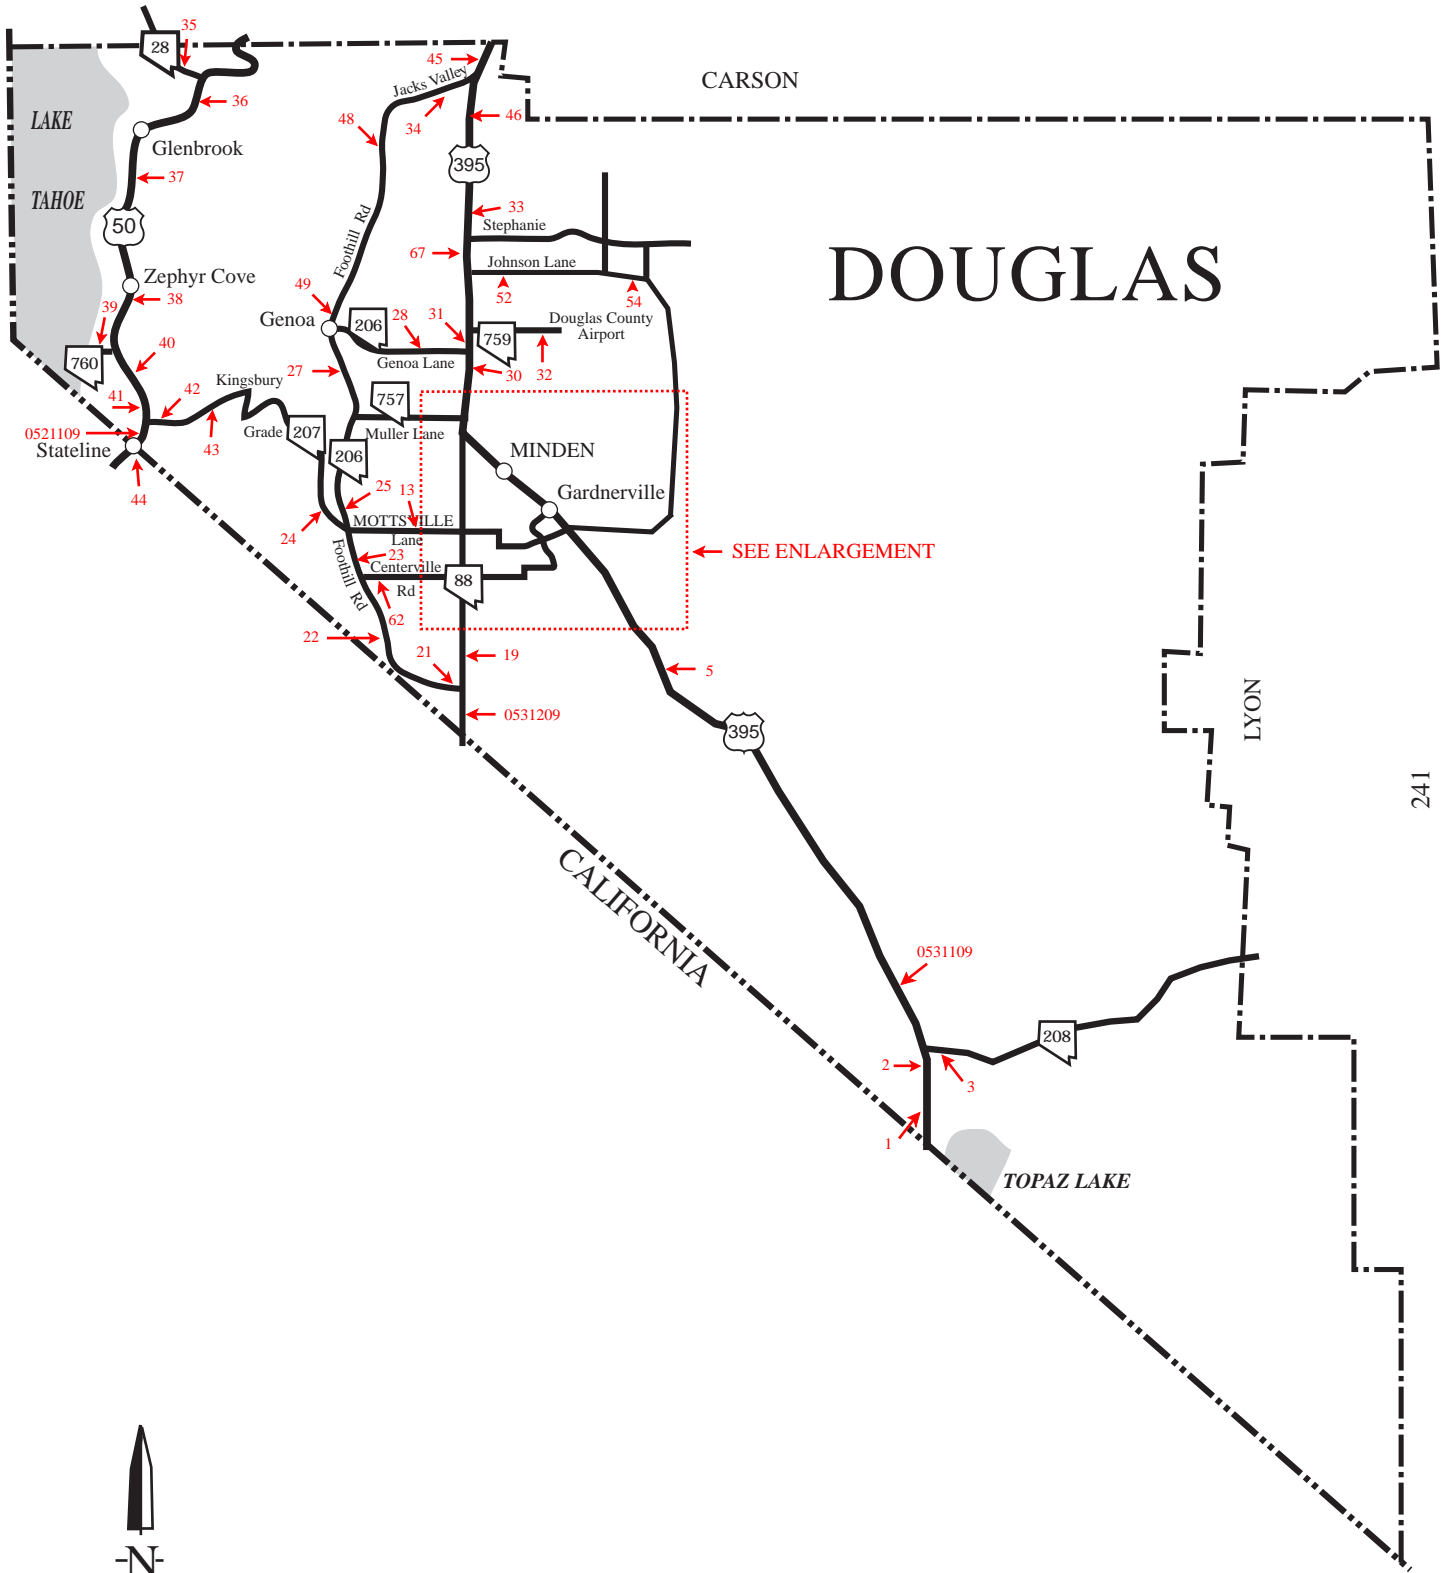 35
28
45
CARSON
Jacks Valley
36
LAKE
48
34
46
Glenbrook
395
37
TAHOE
Foothill Rd
33
50
Stephanie
67
DOUGLAS
Johnson Lane
Zephyr Cove
52
54
38
49
39
Genoa
206
28
31
759
Douglas County
Airport
40
760
Genoa Lane
32
27
30
Kingsbury
41
42
757
0521109
Grade
207
Muller Lane
43
Stateline
206
MINDEN
44
25
13
Gardnerville
24
MOTTSVILLE
Lane
Foothill Rd
23
SEE ENLARGEMENT
Centerville
Rd
88
62
22
21
19
5
0531209
395
LYON
241
CALIFORNIA
0531109
208
2
3
1
TOPAZ LAKE
-N-